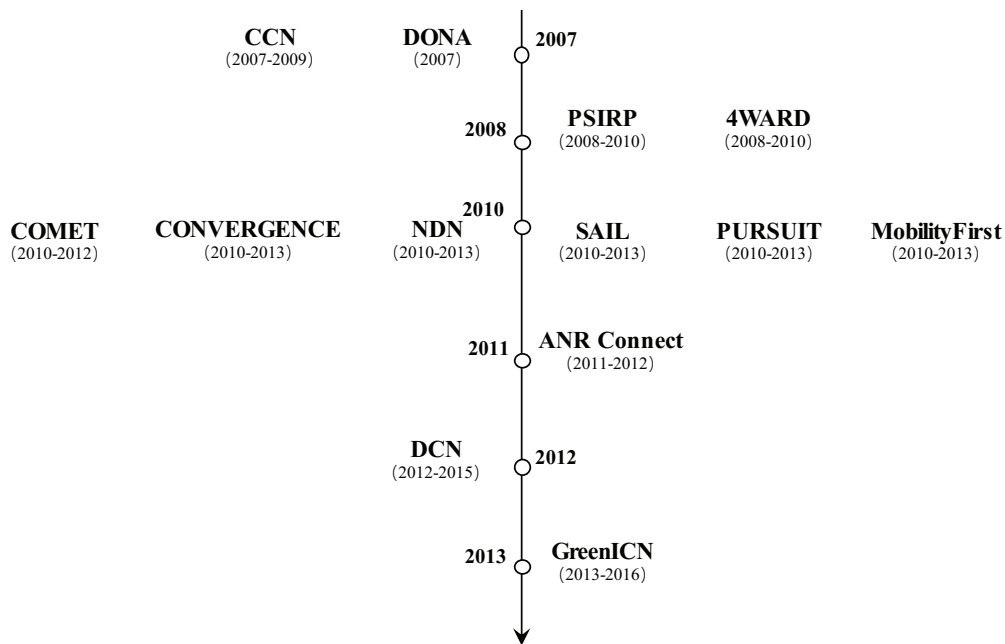 CCN
(2007-2009)
DONA
(2007)
2007
2008
PSIRP
(2008-2010)
4WARD
(2008-2010)
2010
COMET
(2010-2012)
CONVERGENCE
(2010-2013)
NDN
(2010-2013)
SAIL
(2010-2013)
PURSUIT
(2010-2013)
MobilityFirst
(2010-2013)
2011
ANR Connect
(2011-2012)
DCN
(2012-2015)
2012
2013
GreenICN
(2013-2016)